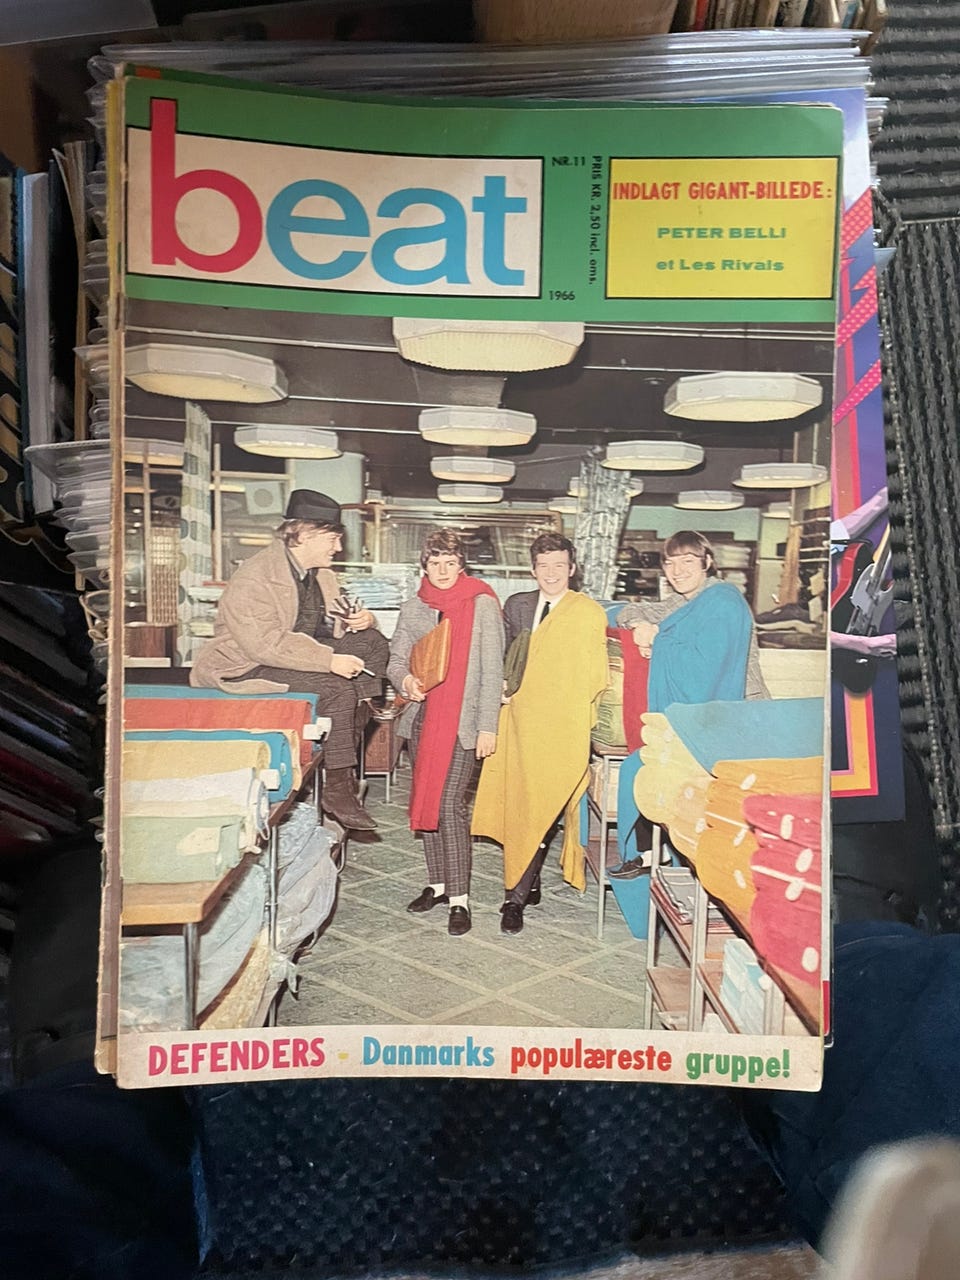 beat
NR.11
PRIS KR. 2,50 incl. oms.
1966
INDLAGT GIGANT-BILLEDE:
PETER BELLI
et Les Rivals
DEFENDERS - Danmarks populæreste gruppe!